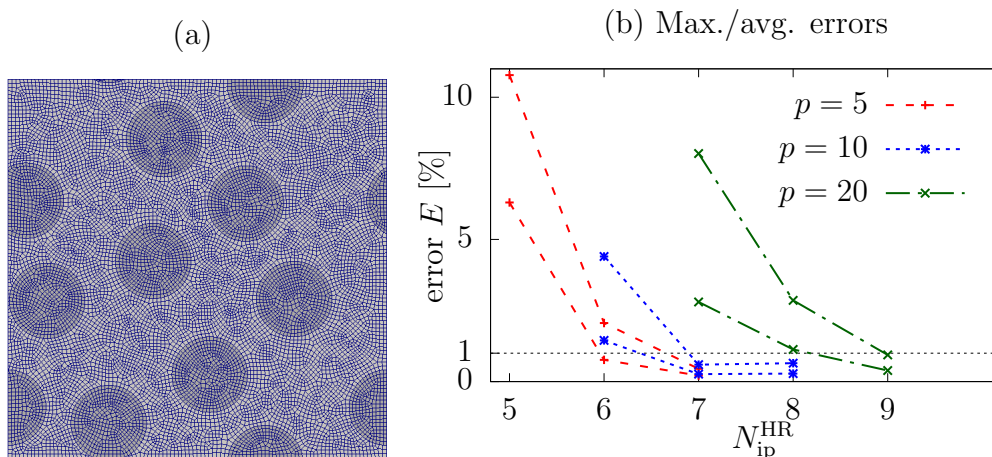 (a)
(b) Max./avg. errors
error E [%]
10
5
1
0
p = 5
p = 10
p = 20
5 6 7 8 9
N_ip^HR